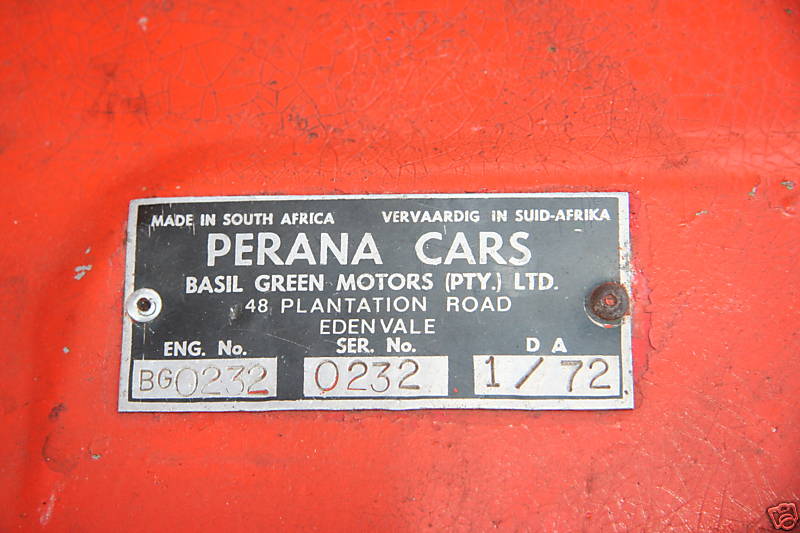 MADE IN SOUTH AFRICA VERVAARDIG IN SUID-AFRIKA
PERANA CARS
BASIL GREEN MOTORS (PTY.) LTD.
48 PLANTATION ROAD
EDENVALE
ENG. No. SER. No. D A
BG0232 0232 1/72